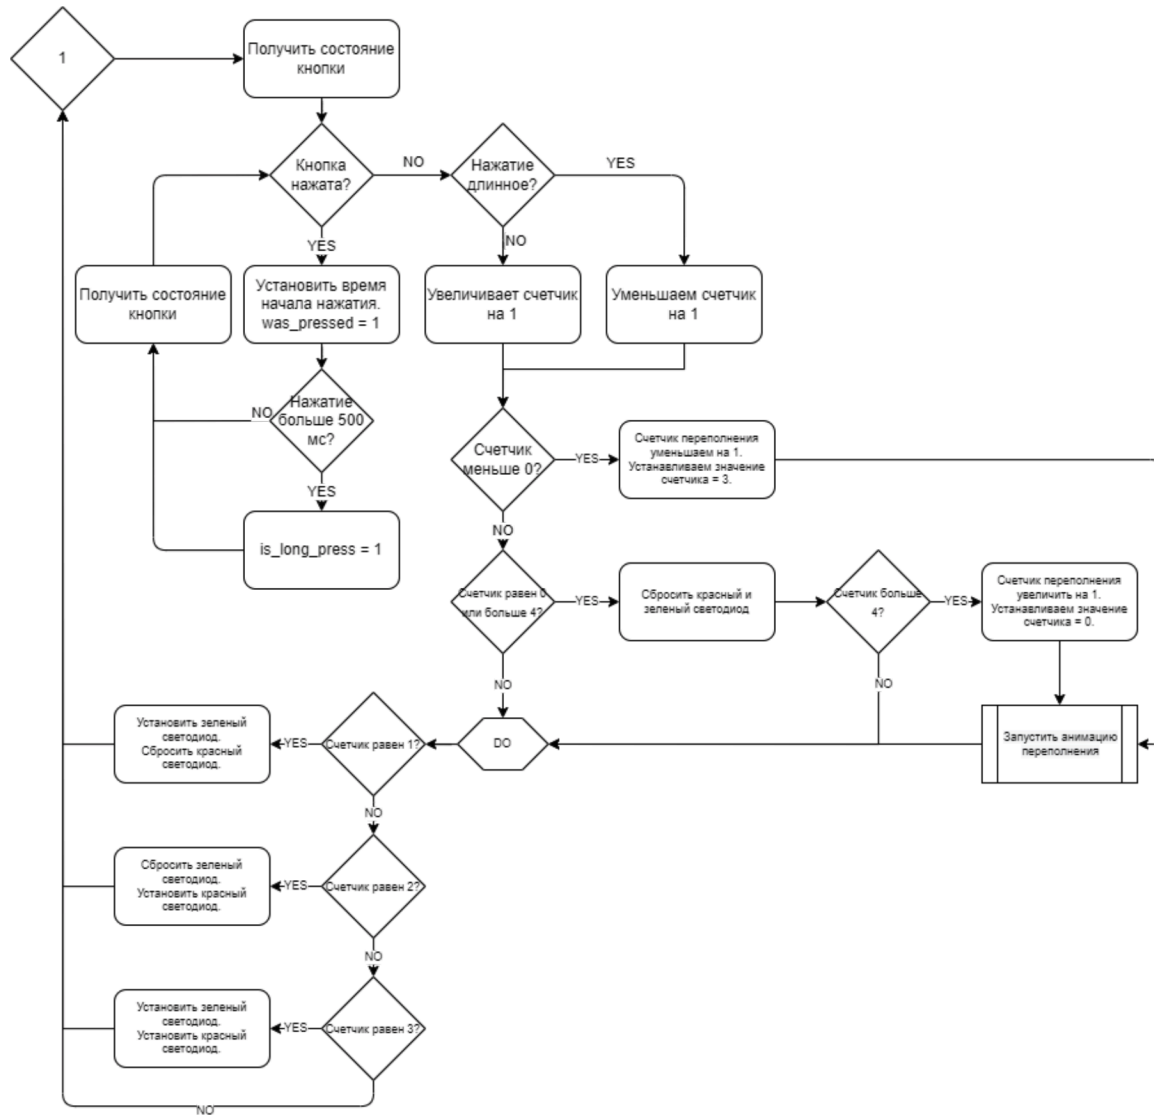 1
Получить состояние
кнопки
Кнопка
нажата?
NO
Нажатие
длинное?
YES
YES
NO
Получить состояние
кнопки
Установить время
начала нажатия.
was_pressed = 1
Увеличивает счетчик
на 1
Уменьшаем счетчик
на 1
NO
Нажатие
больше 500
мс?
YES
is_long_press = 1
Счетчик
меньше 0?
YES
Счетчик переполнения
уменьшаем на 1.
Устанавливаем значение
счетчика = 3.
NO
Счетчик равен 0
или больше 4?
YES
Сбросить красный и
зеленый светодиод
Счетчик больше
4?
YES
Счетчик переполнения
увеличить на 1.
Устанавливаем значение
счетчика = 0.
NO
NO
Установить зеленый
светодиод.
Сбросить красный
светодиод.
YES
Счетчик равен 1?
DO
Запустить анимацию
переполнения
NO
Сбросить зеленый
светодиод.
Установить красный
светодиод.
YES
Счетчик равен 2?
NO
Установить зеленый
светодиод.
Установить красный
светодиод.
YES
Счетчик равен 3?
NO